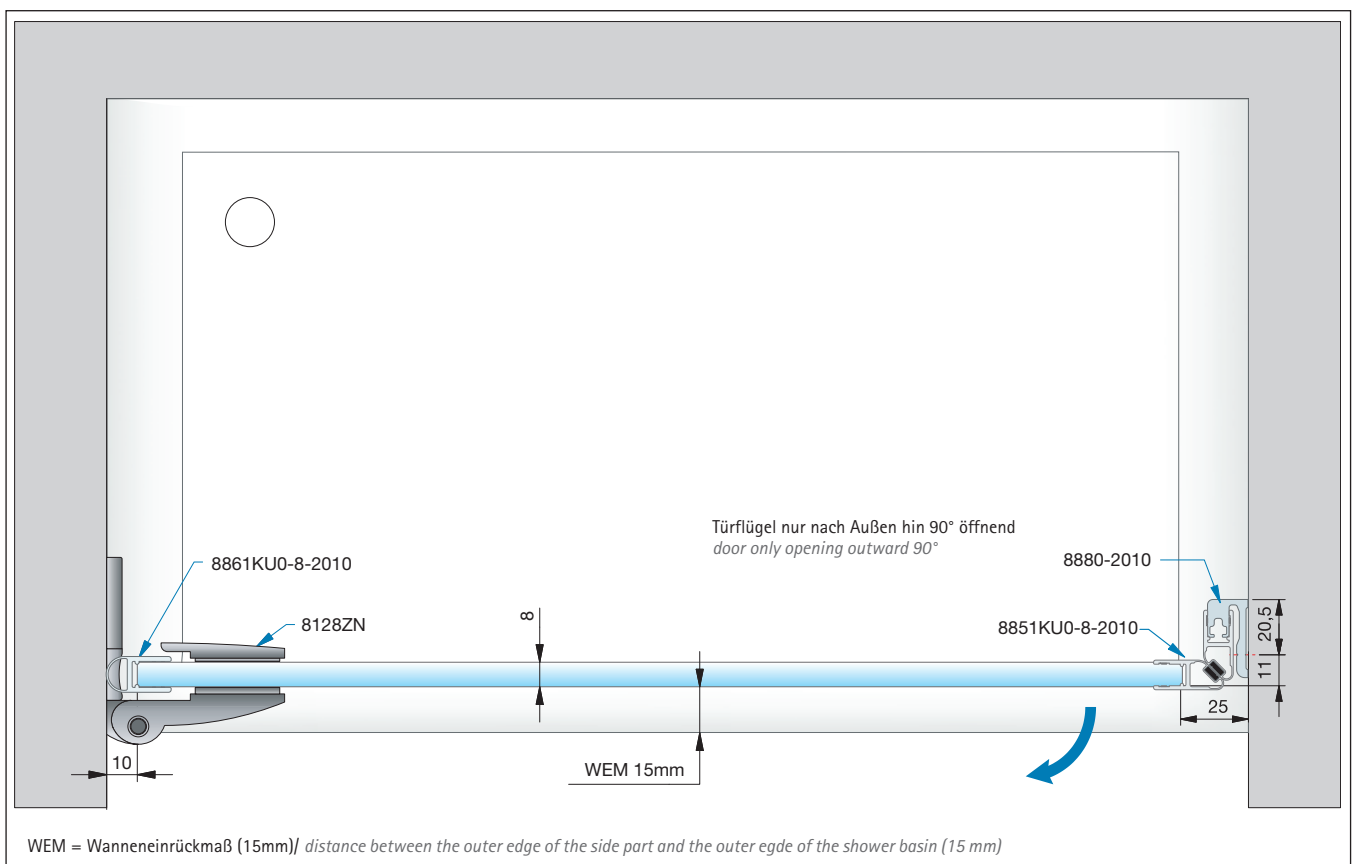 Türflügel nur nach Außen hin 90° öffnend
door only opening outward 90°
8861KU0-8-2010
8880-2010
8128ZN
8
8851KU0-8-2010
20,5
11
25
10
WEM 15mm
WEM = Wanneneinrückmaß (15mm)/ distance between the outer edge of the side part and the outer egde of the shower basin (15 mm)